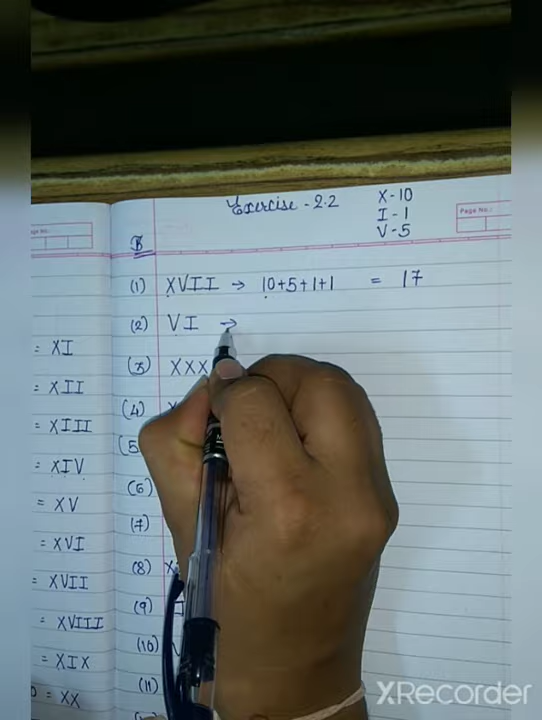 Exercise - 2.2
X - 10
I - 1
V - 5
Page No.:
B
(1) XVII → 10+5+1+1 = 17
(2) VI →
(3) XXX
(4)
(5
(6)
(7)
(8) X
(9)
(10)
(11)
= XI
= XII
= XIII
= XIV
= XV
= XVI
= XVII
= XVIII
= XIX
= XX
XRecorder